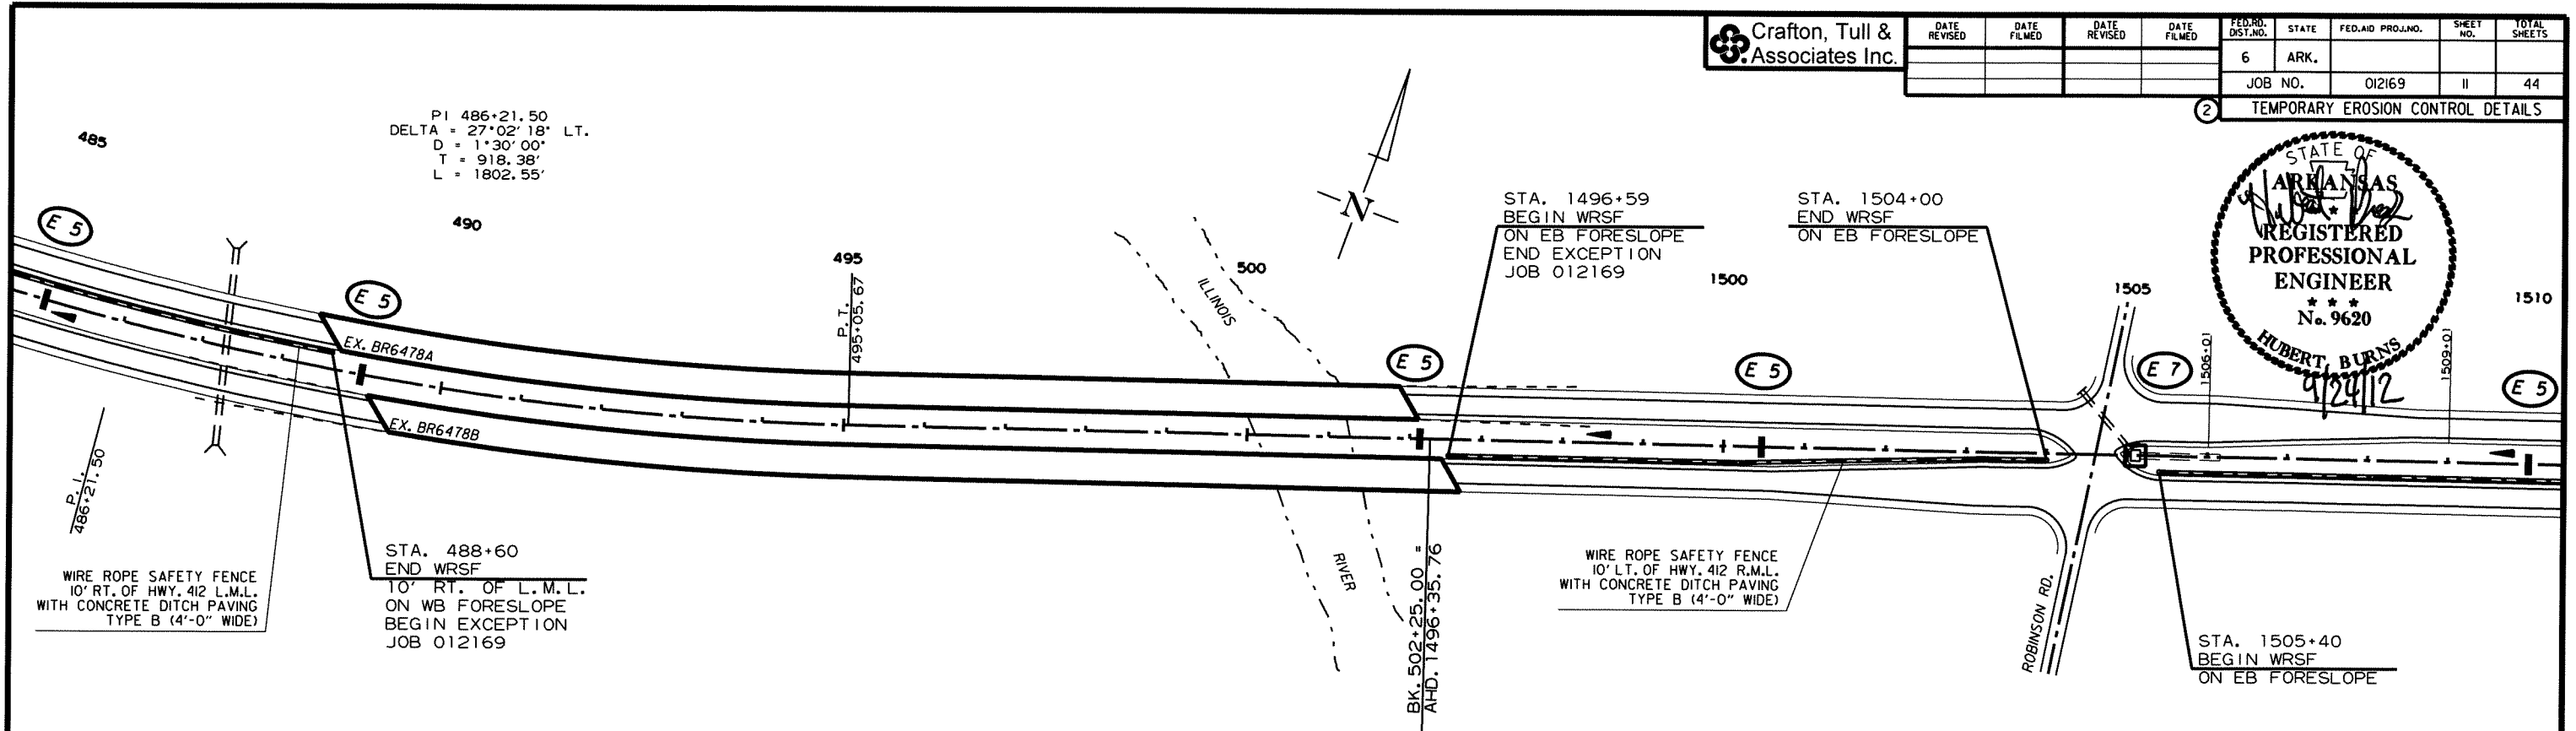 Crafton, Tull &
Associates Inc.
DATE REVISED
DATE FILMED
DATE REVISED
DATE FILMED
FED.RD. DIST.NO.
STATE
FED.AID PROJ.NO.
SHEET NO.
TOTAL SHEETS
6
ARK.
JOB NO.
012169
11
44
2
TEMPORARY EROSION CONTROL DETAILS
PI 486+21.50
DELTA = 27°02'18" LT.
D = 1°30'00"
T = 918.38'
L = 1802.55'
485
490
495
500
1500
1505
1510
E 5
E 5
E 5
E 5
E 7
E 5
N
P.T.
495+05.67
ILLINOIS
RIVER
STA. 1496+59
BEGIN WRSF
ON EB FORESLOPE
END EXCEPTION
JOB 012169
STA. 1504+00
END WRSF
ON EB FORESLOPE
STATE OF
ARKANSAS
REGISTERED
PROFESSIONAL
ENGINEER
* * *
No. 9620
HUBERT BURNS
9/24/12
1506+01
1509+01
EX. BR6478A
EX. BR6478B
P.I.
486+21.50
WIRE ROPE SAFETY FENCE
10' RT. OF HWY. 412 L.M.L.
WITH CONCRETE DITCH PAVING
TYPE B (4'-0" WIDE)
STA. 488+60
END WRSF
10' RT. OF L.M.L.
ON WB FORESLOPE
BEGIN EXCEPTION
JOB 012169
BK. 502+25.00 =
AHD. 1496+35.76
WIRE ROPE SAFETY FENCE
10' LT. OF HWY. 412 R.M.L.
WITH CONCRETE DITCH PAVING
TYPE B (4'-0" WIDE)
ROBINSON RD.
STA. 1505+40
BEGIN WRSF
ON EB FORESLOPE